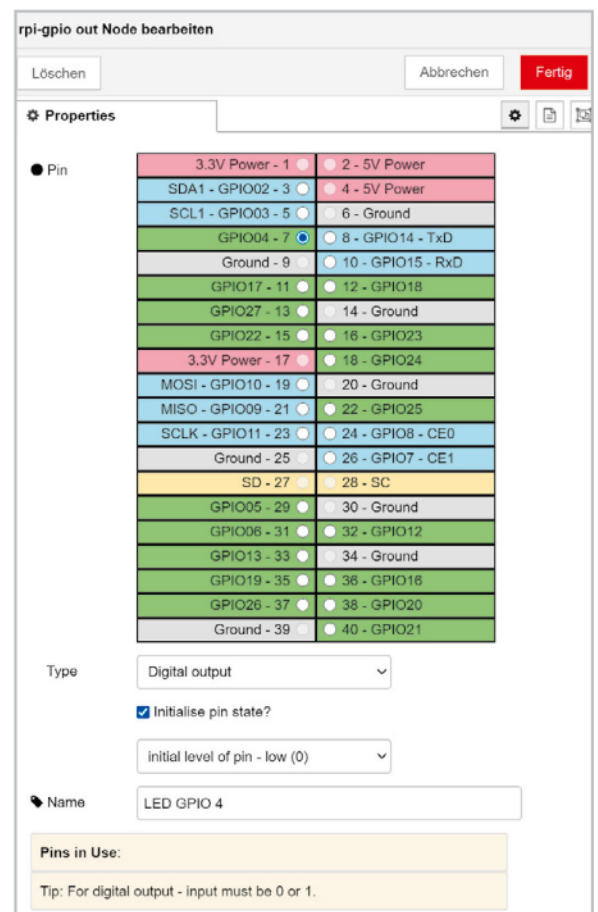 rpi-gpio out Node bearbeiten
Löschen Abbrechen Fertig
Properties
Pin
3.3V Power - 1 2 - 5V Power
SDA1 - GPIO02 - 3 4 - 5V Power
SCL1 - GPIO03 - 5 6 - Ground
GPIO04 - 7 8 - GPIO14 - TxD
Ground - 9 10 - GPIO15 - RxD
GPIO17 - 11 12 - GPIO18
GPIO27 - 13 14 - Ground
GPIO22 - 15 16 - GPIO23
3.3V Power - 17 18 - GPIO24
MOSI - GPIO10 - 19 20 - Ground
MISO - GPIO09 - 21 22 - GPIO25
SCLK - GPIO11 - 23 24 - GPIO8 - CE0
Ground - 25 26 - GPIO7 - CE1
SD - 27 28 - SC
GPIO05 - 29 30 - Ground
GPIO06 - 31 32 - GPIO12
GPIO13 - 33 34 - Ground
GPIO19 - 35 36 - GPIO16
GPIO26 - 37 38 - GPIO20
Ground - 39 40 - GPIO21
Type Digital output
Initialise pin state?
initial level of pin - low (0)
Name LED GPIO 4
Pins in Use:
Tip: For digital output - input must be 0 or 1.